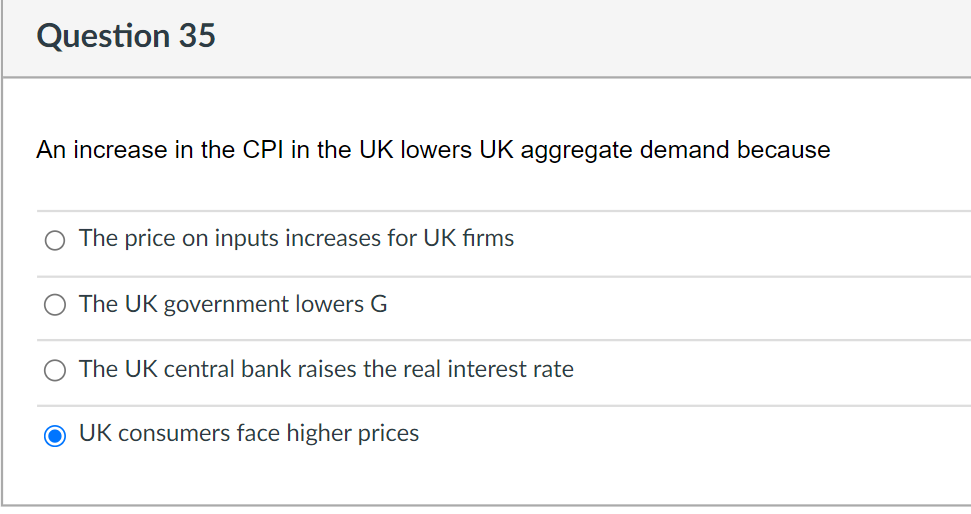 Question 35
An increase in the CPI in the UK lowers UK aggregate demand because
The price on inputs increases for UK firms
The UK government lowers G
The UK central bank raises the real interest rate
UK consumers face higher prices